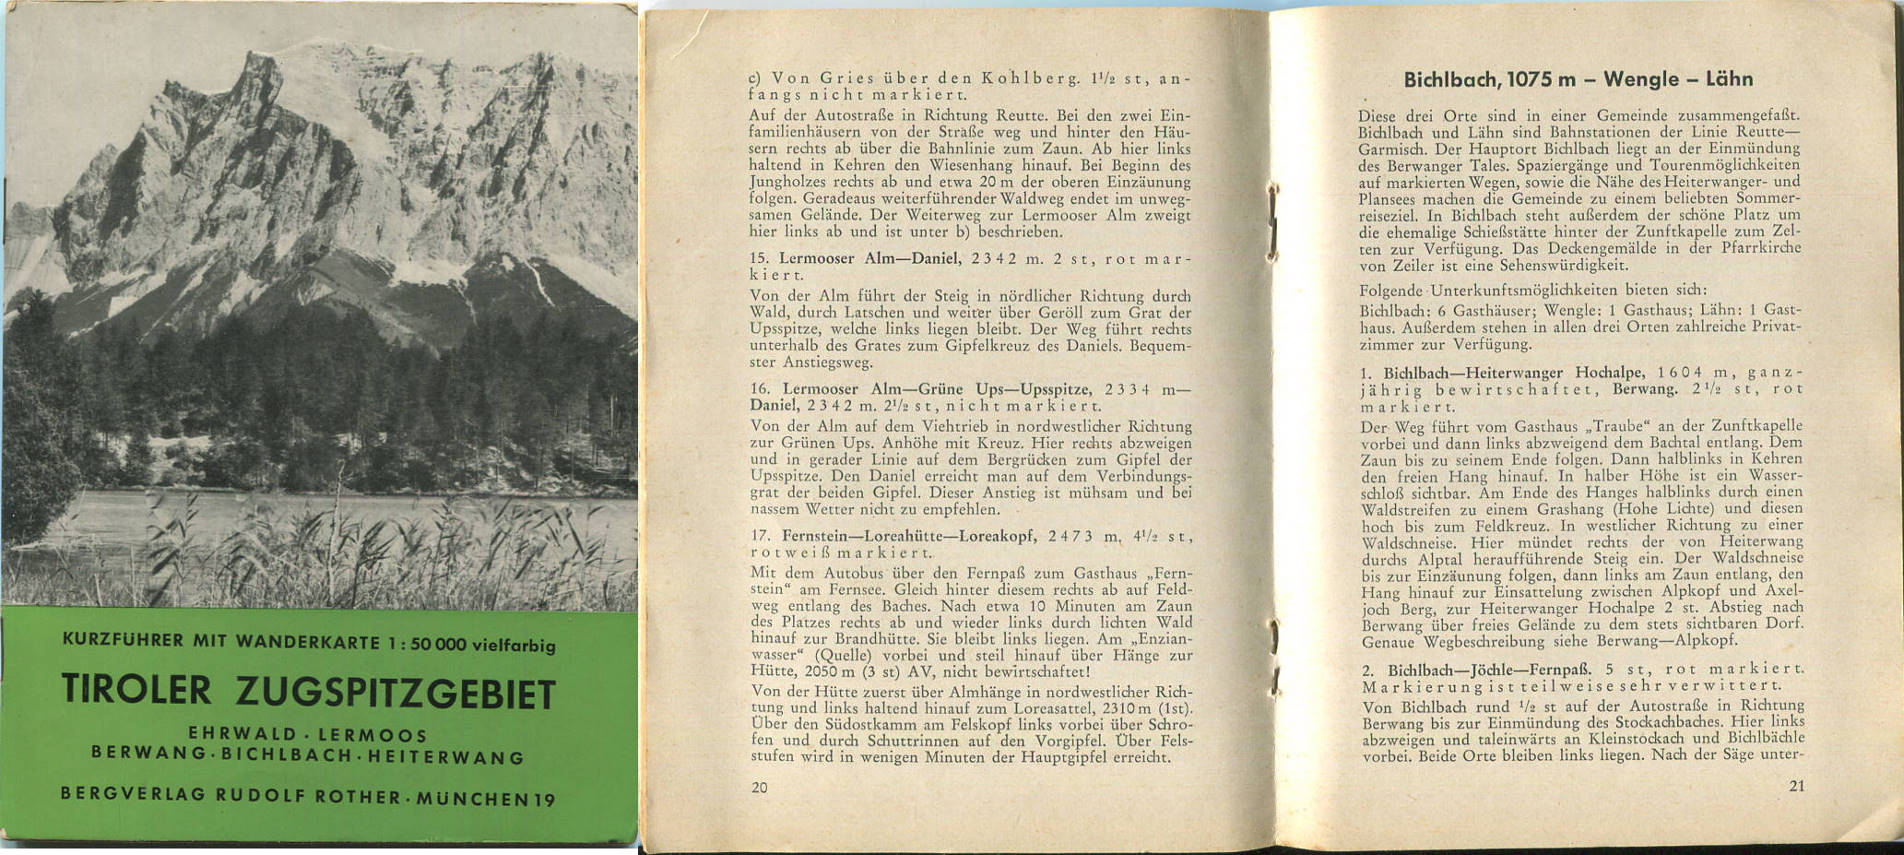 KURZFÜHRER MIT WANDERKARTE 1 : 50 000 vielfarbig
TIROLER ZUGSPITZGEBIET
EHRWALD · LERMOOS
BERWANG · BICHLBACH · HEITERWANG
BERGVERLAG RUDOLF ROTHER · MÜNCHEN 19
c) Von Gries über den Kohlberg. 1½ st, an-
fangs nicht markiert.
Auf der Autostraße in Richtung Reutte. Bei den zwei Ein-
familienhäusern von der Straße weg und hinter den Häu-
sern rechts ab über die Bahnlinie zum Zaun. Ab hier links
haltend in Kehren den Wiesenhang hinauf. Bei Beginn des
Jungholzes rechts ab und etwa 20 m der oberen Einzäunung
folgen. Geradeaus weiterführender Waldweg endet im unweg-
samen Gelände. Der Weiterweg zur Lermooser Alm zweigt
hier links ab und ist unter b) beschrieben.
15. Lermooser Alm—Daniel, 2342 m. 2 st, rot mar-
kiert.
Von der Alm führt der Steig in nördlicher Richtung durch
Wald, durch Latschen und weiter über Geröll zum Grat der
Upsspitze, welche links liegen bleibt. Der Weg führt rechts
unterhalb des Grates zum Gipfelkreuz des Daniels. Bequem-
ster Anstiegsweg.
16. Lermooser Alm—Grüne Ups—Upsspitze, 2334 m—
Daniel, 2342 m. 2½ st, nicht markiert.
Von der Alm auf dem Viehtrieb in nordwestlicher Richtung
zur Grünen Ups. Anhöhe mit Kreuz. Hier rechts abzweigen
und in gerader Linie auf dem Bergrücken zum Gipfel der
Upsspitze. Den Daniel erreicht man auf dem Verbindungs-
grat der beiden Gipfel. Dieser Anstieg ist mühsam und bei
nassem Wetter nicht zu empfehlen.
17. Fernstein—Loreahütte—Loreakopf, 2473 m, 4½ st,
rotweiß markiert.
Mit dem Autobus über den Fernpaß zum Gasthaus „Fern-
stein“ am Fernsee. Gleich hinter diesem rechts ab auf Feld-
weg entlang des Baches. Nach etwa 10 Minuten am Zaun
des Platzes rechts ab und wieder links durch lichten Wald
hinauf zur Brandhütte. Sie bleibt links liegen. Am „Enzian-
wasser“ (Quelle) vorbei und steil hinauf über Hänge zur
Hütte, 2050 m (3 st) AV, nicht bewirtschaftet!
Von der Hütte zuerst über Almhänge in nordwestlicher Rich-
tung und links haltend hinauf zum Loreasattel, 2310 m (1st).
Über den Südostkamm am Felskopf links vorbei über Schro-
fen und durch Schuttrinnen auf den Vorgipfel. Über Fels-
stufen wird in wenigen Minuten der Hauptgipfel erreicht.
20
Bichlbach, 1075 m – Wengle – Lähn
Diese drei Orte sind in einer Gemeinde zusammengefaßt.
Bichlbach und Lähn sind Bahnstationen der Linie Reutte—
Garmisch. Der Hauptort Bichlbach liegt an der Einmündung
des Berwanger Tales. Spaziergänge und Tourenmöglichkeiten
auf markierten Wegen, sowie die Nähe des Heiterwanger- und
Plansees machen die Gemeinde zu einem beliebten Sommer-
reiseziel. In Bichlbach steht außerdem der schöne Platz um
die ehemalige Schießstätte hinter der Zunftkapelle zum Zel-
ten zur Verfügung. Das Deckengemälde in der Pfarrkirche
von Zeiler ist eine Sehenswürdigkeit.
Folgende Unterkunftsmöglichkeiten bieten sich:
Bichlbach: 6 Gasthäuser; Wengle: 1 Gasthaus; Lähn: 1 Gast-
haus. Außerdem stehen in allen drei Orten zahlreiche Privat-
zimmer zur Verfügung.
1. Bichlbach—Heiterwanger Hochalpe, 1604 m, ganz-
jährig bewirtschaftet, Berwang. 2½ st, rot
markiert.
Der Weg führt vom Gasthaus „Traube“ an der Zunftkapelle
vorbei und dann links abzweigend dem Bachtal entlang. Dem
Zaun bis zu seinem Ende folgen. Dann halblinks in Kehren
den freien Hang hinauf. In halber Höhe ist ein Wasser-
schloß sichtbar. Am Ende des Hanges halblinks durch einen
Waldstreifen zu einem Grashang (Hohe Lichte) und diesen
hoch bis zum Feldkreuz. In westlicher Richtung zu einer
Waldschneise. Hier mündet rechts der von Heiterwang
durchs Alptal heraufführende Steig ein. Der Waldschneise
bis zur Einzäunung folgen, dann links am Zaun entlang, den
Hang hinauf zur Einsattelung zwischen Alpkopf und Axel-
joch Berg, zur Heiterwanger Hochalpe 2 st. Abstieg nach
Berwang über freies Gelände zu dem stets sichtbaren Dorf.
Genaue Wegbeschreibung siehe Berwang—Alpkopf.
2. Bichlbach—Jöchle—Fernpaß. 5 st, rot markiert.
Markierung ist teilweise sehr verwittert.
Von Bichlbach rund ½ st auf der Autostraße in Richtung
Berwang bis zur Einmündung des Stockachbaches. Hier links
abzweigen und taleinwärts an Kleinstockach und Bichlbächle
vorbei. Beide Orte bleiben links liegen. Nach der Säge unter-
21